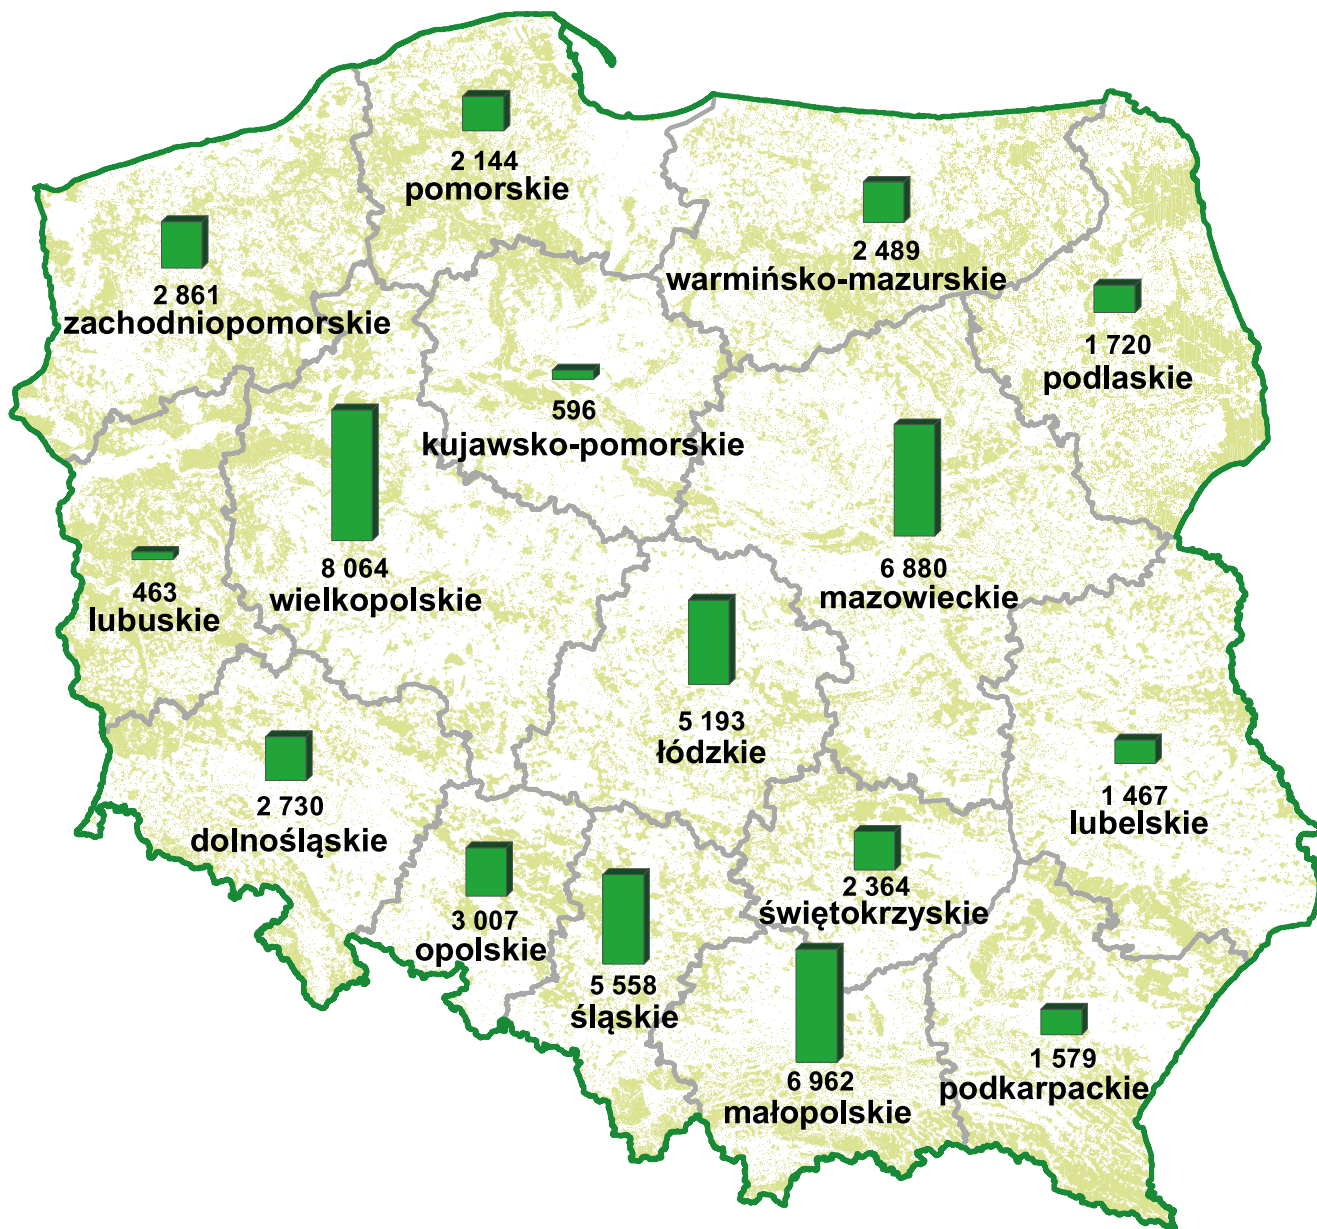 2 144
pomorskie
2 489
warmińsko-mazurskie
2 861
zachodniopomorskie
1 720
podlaskie
596
kujawsko-pomorskie
8 064
wielkopolskie
6 880
mazowieckie
463
lubuskie
5 193
łódzkie
2 730
dolnośląskie
1 467
lubelskie
2 364
świętokrzyskie
3 007
opolskie
5 558
śląskie
1 579
podkarpackie
6 962
małopolskie